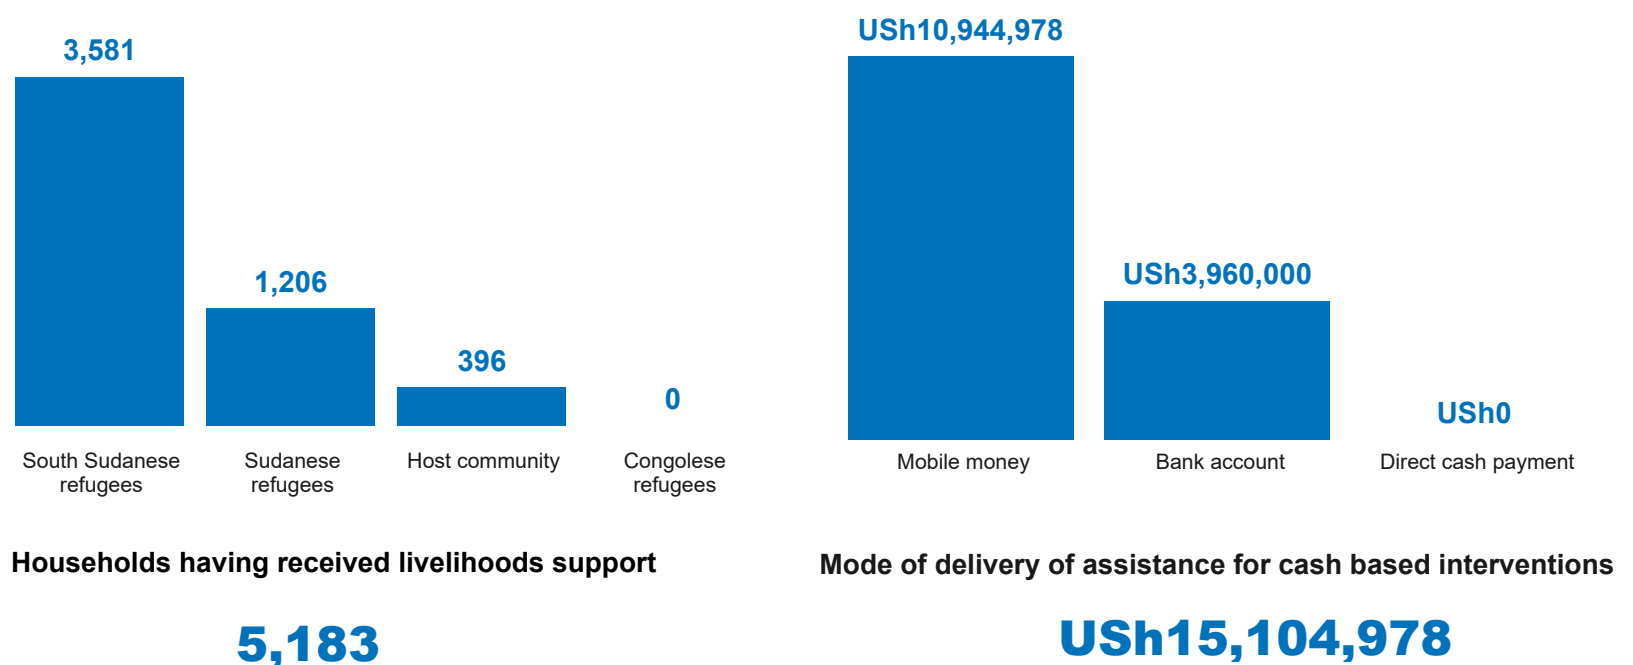 3,581
1,206
396
0
South Sudanese
refugees
Sudanese
refugees
Host community
Congolese
refugees
Households having received livelihoods support
5,183
USh10,944,978
USh3,960,000
USh0
Mobile money
Bank account
Direct cash payment
Mode of delivery of assistance for cash based interventions
USh15,104,978